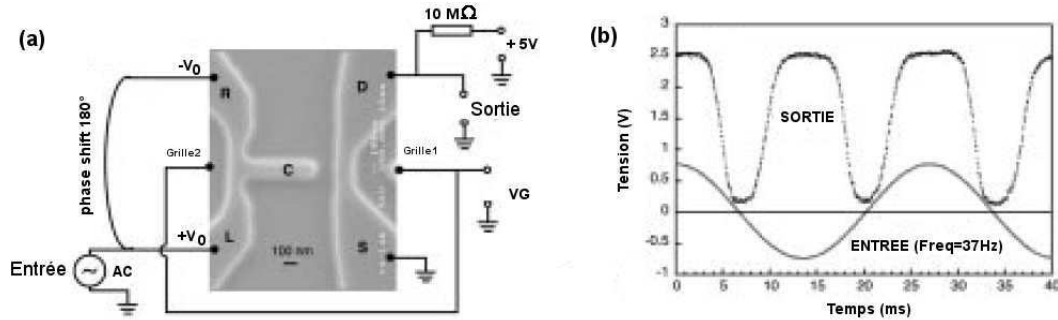 (a)
10 MΩ
+5V
-V0
R
D
Sortie
phase shift 180°
Grille2
C
Grille1
VG
+V0
L
S
100 nm
Entrée
AC
(b)
Tension (V)
3
2.5
2
1.5
1
0.5
0
-0.5
-1
SORTIE
ENTREE (Freq=37Hz)
0 5 10 15 20 25 30 35 40
Temps (ms)